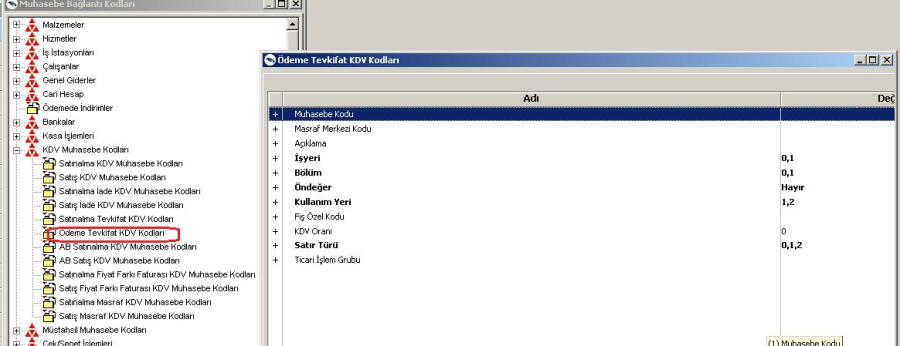 Muhasebe Bağlantı Kodları
Malzemeler
Hizmetler
İş İstasyonları
Çalışanlar
Genel Giderler
Cari Hesap
Ödemede İndirimler
Bankalar
Kasa İşlemleri
KDV Muhasebe Kodları
Satınalma KDV Muhasebe Kodları
Satış KDV Muhasebe Kodları
Satınalma İade KDV Muhasebe Kodları
Satış İade KDV Muhasebe Kodları
Satınalma Tevkifat KDV Kodları
Ödeme Tevkifat KDV Kodları
AB Satınalma KDV Muhasebe Kodları
AB Satış KDV Muhasebe Kodları
Satınalma Fiyat Farkı Faturası KDV Muhasebe Kodları
Satış Fiyat Farkı Faturası KDV Muhasebe Kodları
Satınalma Masraf KDV Muhasebe Kodları
Satış Masraf KDV Muhasebe Kodları
Müstahsil Muhasebe Kodları
Çek/Senet İşlemleri
Ödeme Tevkifat KDV Kodları
Adı Değ
+ Muhasebe Kodu
+ Masraf Merkezi Kodu
+ Açıklama
+ İşyeri 0,1
+ Bölüm 0,1
+ Öndeğer Hayır
+ Kullanım Yeri 1,2
+ Fiş Özel Kodu
+ KDV Oranı 0
+ Satır Türü 0,1,2
+ Ticari İşlem Grubu
(1) Muhasebe Kodu